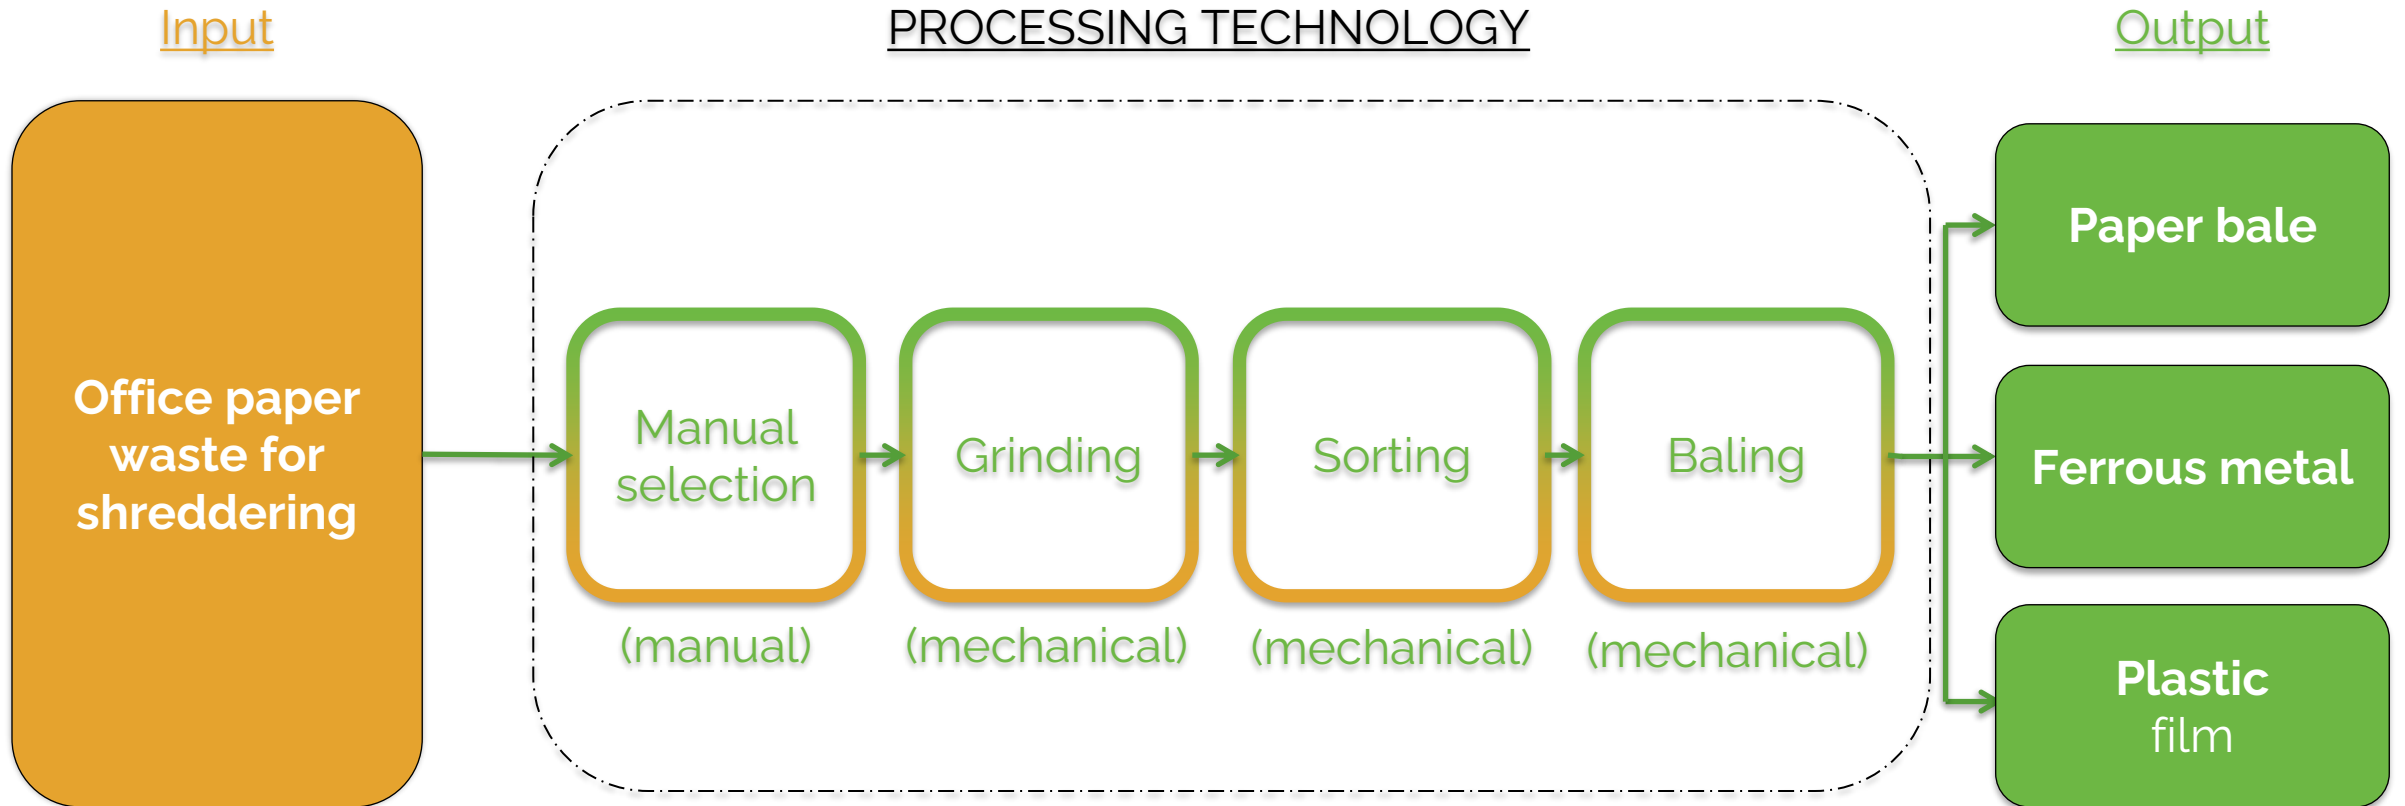 Input
PROCESSING TECHNOLOGY
Output
Office paper
waste for
shreddering
Manual
selection
(manual)
Grinding
(mechanical)
Sorting
(mechanical)
Baling
(mechanical)
Paper bale
Ferrous metal
Plastic
film